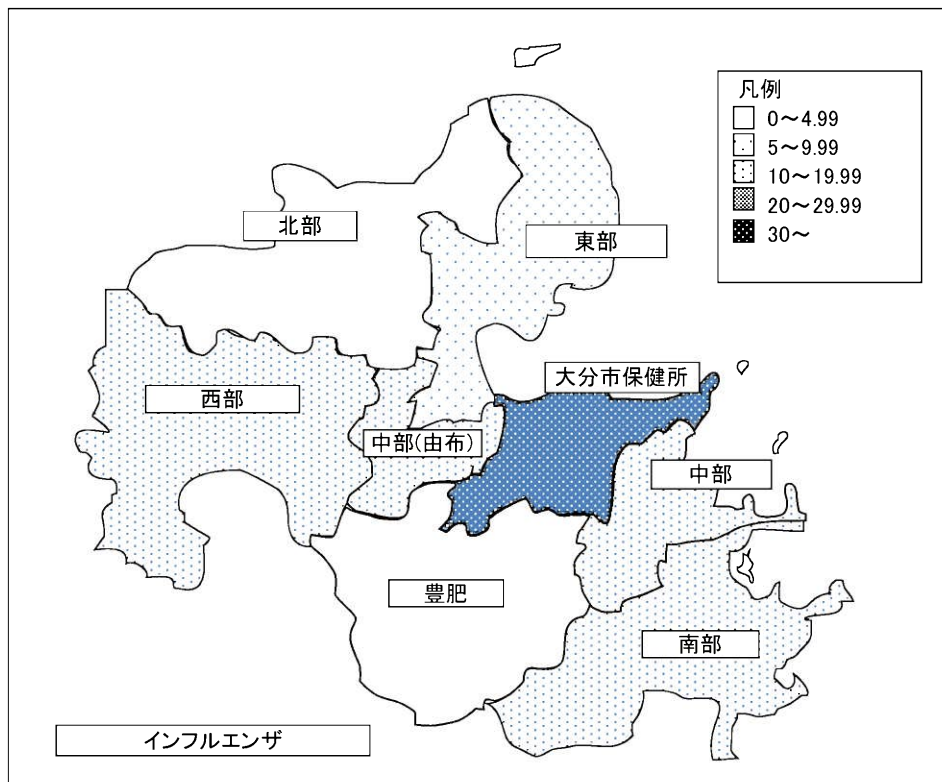 凡例
0～4.99
5～9.99
10～19.99
20～29.99
30～
北部
東部
大分市保健所
西部
中部(由布)
中部
豊肥
南部
インフルエンザ